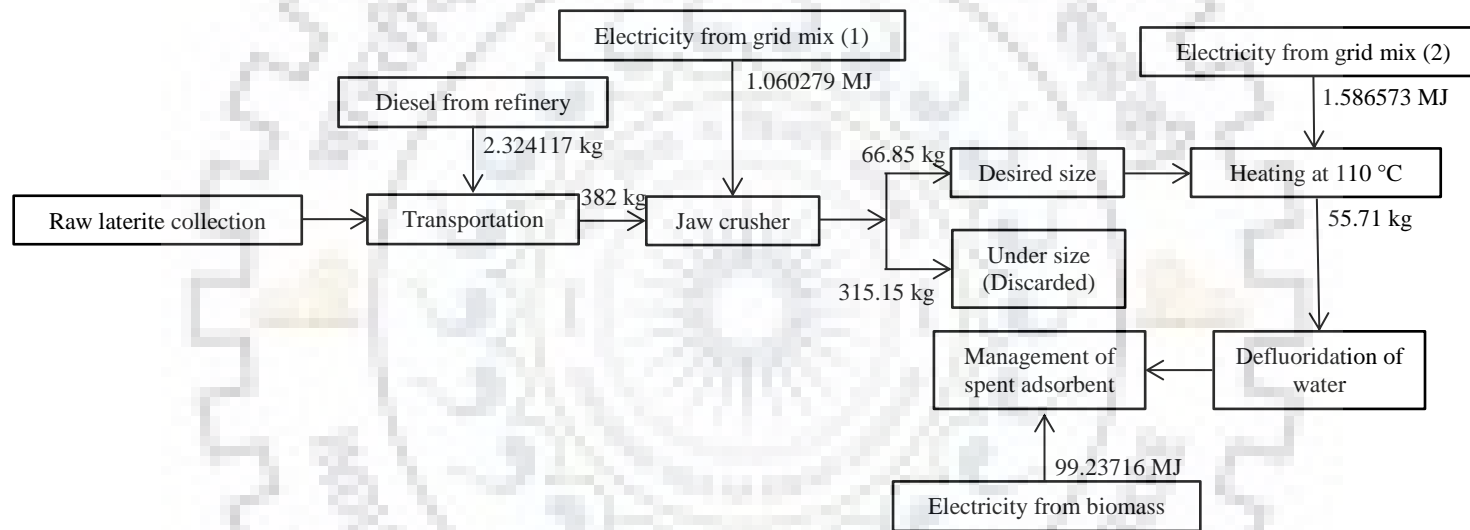 Electricity from grid mix (1)
1.060279 MJ
Electricity from grid mix (2)
1.586573 MJ
Diesel from refinery
2.324117 kg
66.85 kg
Desired size
Heating at 110 °C
55.71 kg
Raw laterite collection
Transportation
382 kg
Jaw crusher
Under size
(Discarded)
315.15 kg
Management of
spent adsorbent
Defluoridation of
water
99.23716 MJ
Electricity from biomass